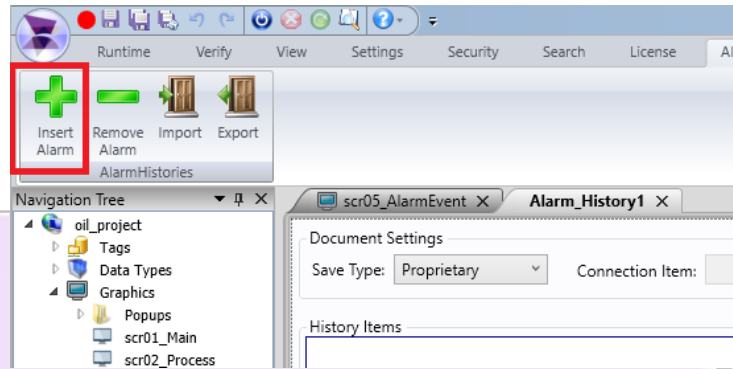 Runtime Verify View Settings Security Search License
Insert Alarm Remove Alarm Import Export
AlarmHistories
Navigation Tree
scr05_AlarmEvent X Alarm_History1 X
oil_project
Tags
Data Types
Graphics
Popups
scr01_Main
scr02_Process
Document Settings
Save Type: Proprietary Connection Item:
History Items